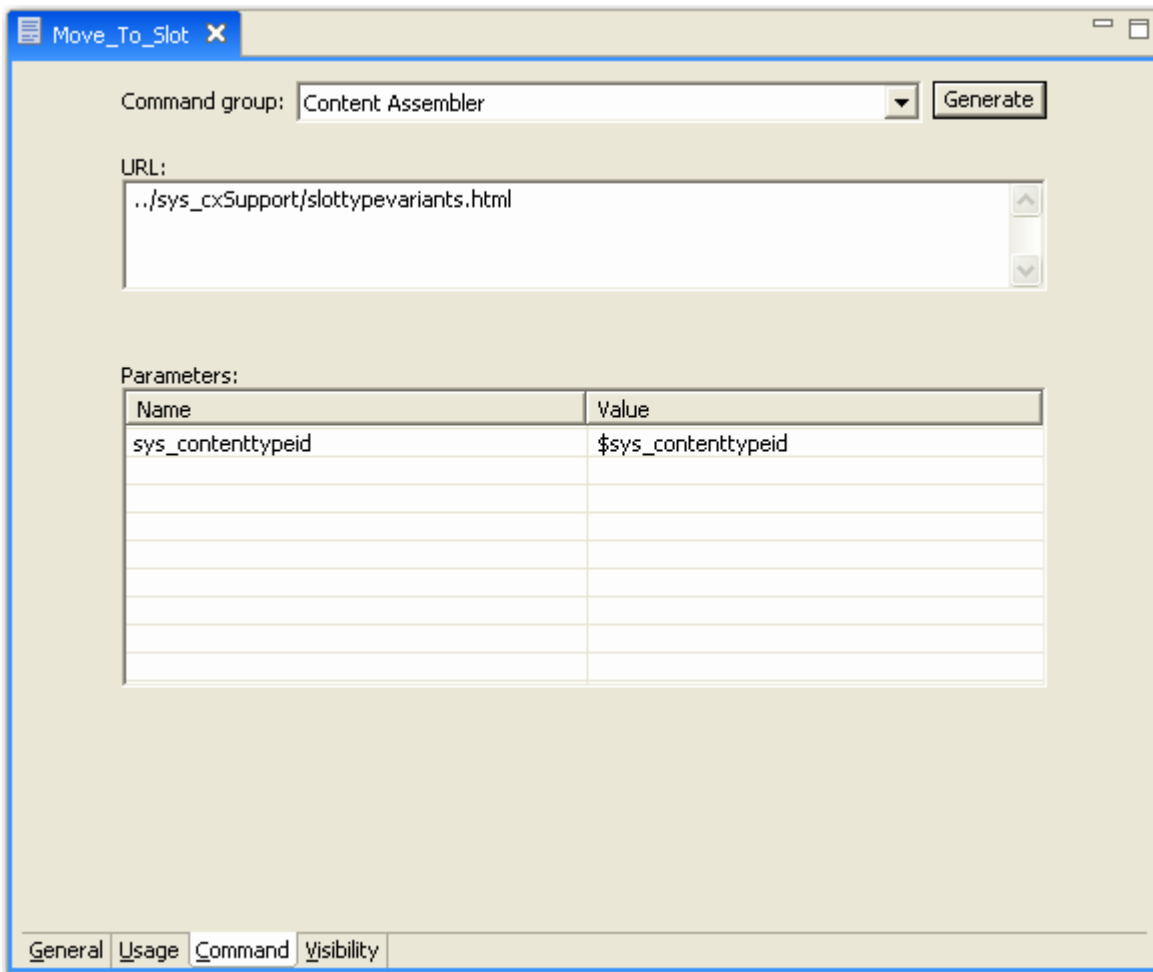 Move_To_Slot
Command group: Content Assembler Generate
URL:
../sys_cxSupport/slottypevariants.html
Parameters:
Name Value
sys_contenttypeid $sys_contenttypeid
General Usage Command Visibility